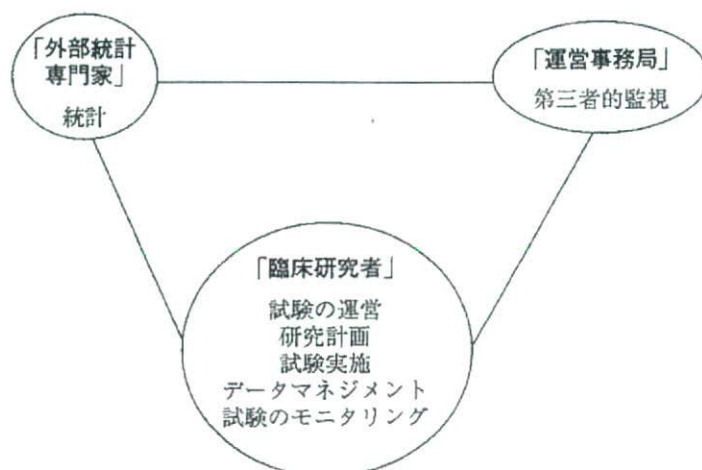 「外部統計
専門家」
統計
「運営事務局」
第三者的監視
「臨床研究者」
試験の運営
研究計画
試験実施
データマネジメント
試験のモニタリング